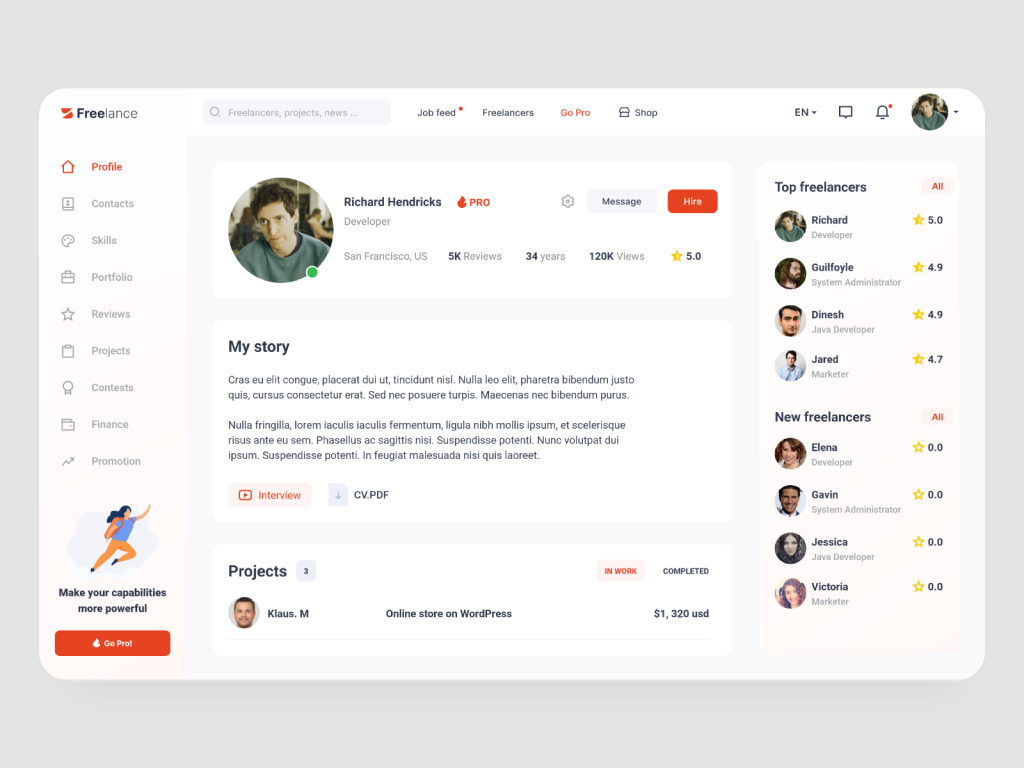 Freelance
Freelancers, projects, news ...
Job feed
Freelancers
Go Pro
Shop
EN
Profile
Contacts
Skills
Portfolio
Reviews
Projects
Contests
Finance
Promotion
Make your capabilities
more powerful
Go Pro!
Richard Hendricks
PRO
Message
Hire
Developer
San Francisco, US
5K Reviews
34 years
120K Views
5.0
My story
Cras eu elit congue, placerat dui ut, tincidunt nisl. Nulla leo elit, pharetra bibendum justo
quis, cursus consectetur erat. Sed nec posuere turpis. Maecenas nec bibendum purus.
Nulla fringilla, lorem iaculis iaculis fermentum, ligula nibh mollis ipsum, et scelerisque
risus ante eu sem. Phasellus ac sagittis nisi. Suspendisse potenti. Nunc volutpat dui
ipsum. Suspendisse potenti. In feugiat malesuada nisi quis laoreet.
Interview
CV.PDF
Projects
3
IN WORK
COMPLETED
Klaus. M
Online store on WordPress
$1, 320 usd
Top freelancers
All
Richard
5.0
Developer
Guilfoyle
4.9
System Administrator
Dinesh
4.9
Java Developer
Jared
4.7
Marketer
New freelancers
All
Elena
0.0
Developer
Gavin
0.0
System Administrator
Jessica
0.0
Java Developer
Victoria
0.0
Marketer